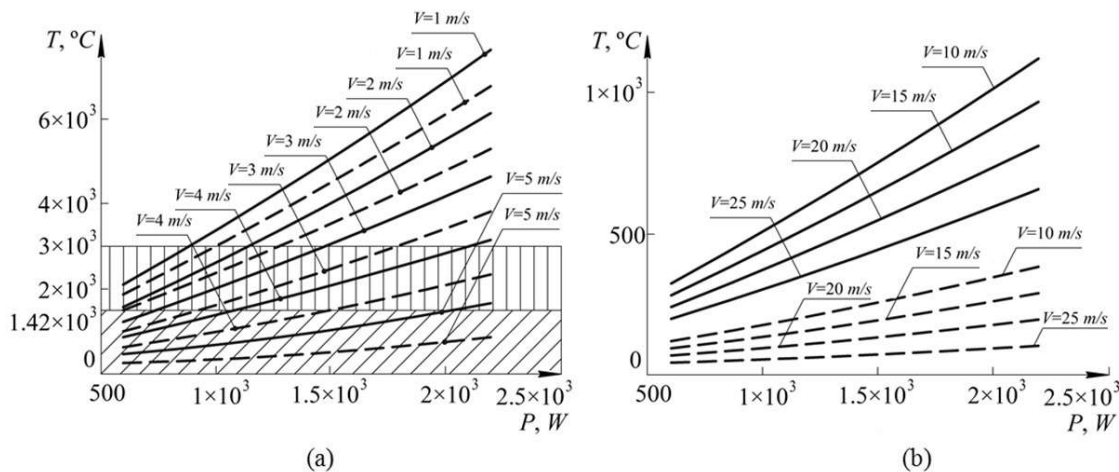 T, ºC
V=1 m/s
V=1 m/s
V=2 m/s
V=2 m/s
V=3 m/s
V=3 m/s
V=4 m/s
V=4 m/s
V=5 m/s
V=5 m/s
6×10³
4×10³
3×10³
2×10³
1.42×10³
0
500
1×10³
1.5×10³
2×10³
2.5×10³
P, W
(a)
T, ºC
V=10 m/s
V=15 m/s
V=20 m/s
V=25 m/s
V=10 m/s
V=15 m/s
V=20 m/s
V=25 m/s
1×10³
500
0
500
1×10³
1.5×10³
2×10³
2.5×10³
P, W
(b)